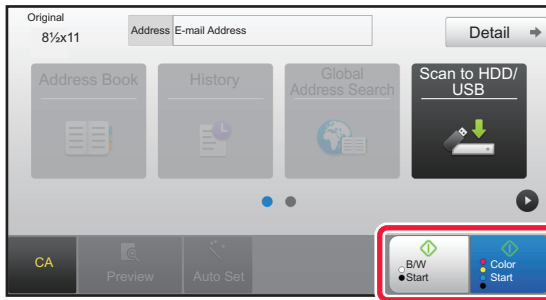 Original
8½x11
Address E-mail Address
Detail
Address Book
History
Global
Address Search
Scan to HDD/
USB
CA
Preview
Auto Set
B/W
Start
Color
Start